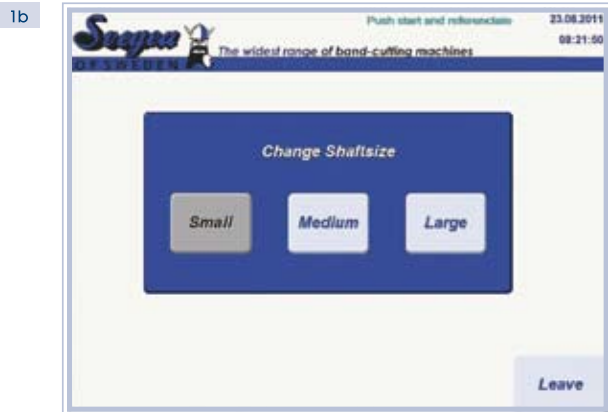 1b
Push start and referenciate
23.08.2011
Svegea
08:21:50
The widest range of band-cutting machines
OF SWEDEN
Change Shaftsize
Small
Medium
Large
Leave